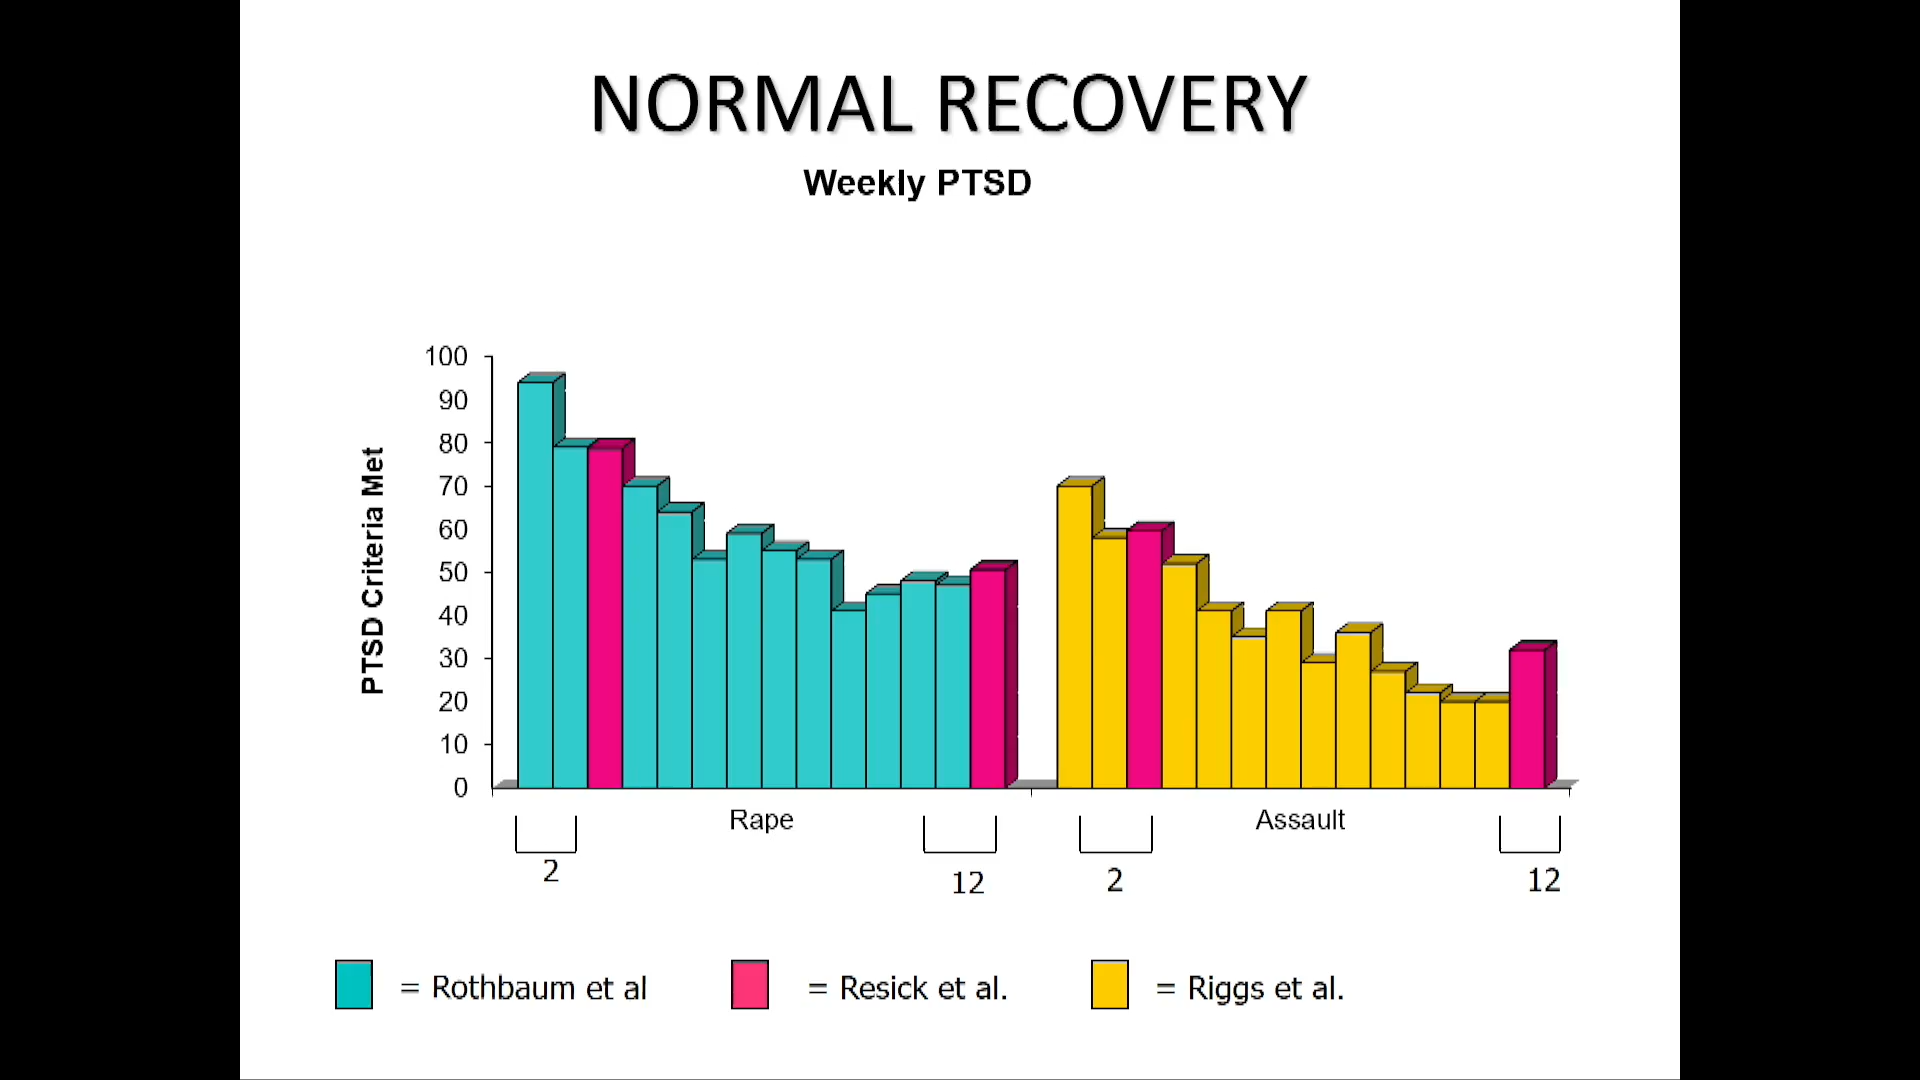 NORMAL RECOVERY
Weekly PTSD
PTSD Criteria Met
100
90
80
70
60
50
40
30
20
10
0
Rape
Assault
2
12
2
12
= Rothbaum et al
= Resick et al.
= Riggs et al.